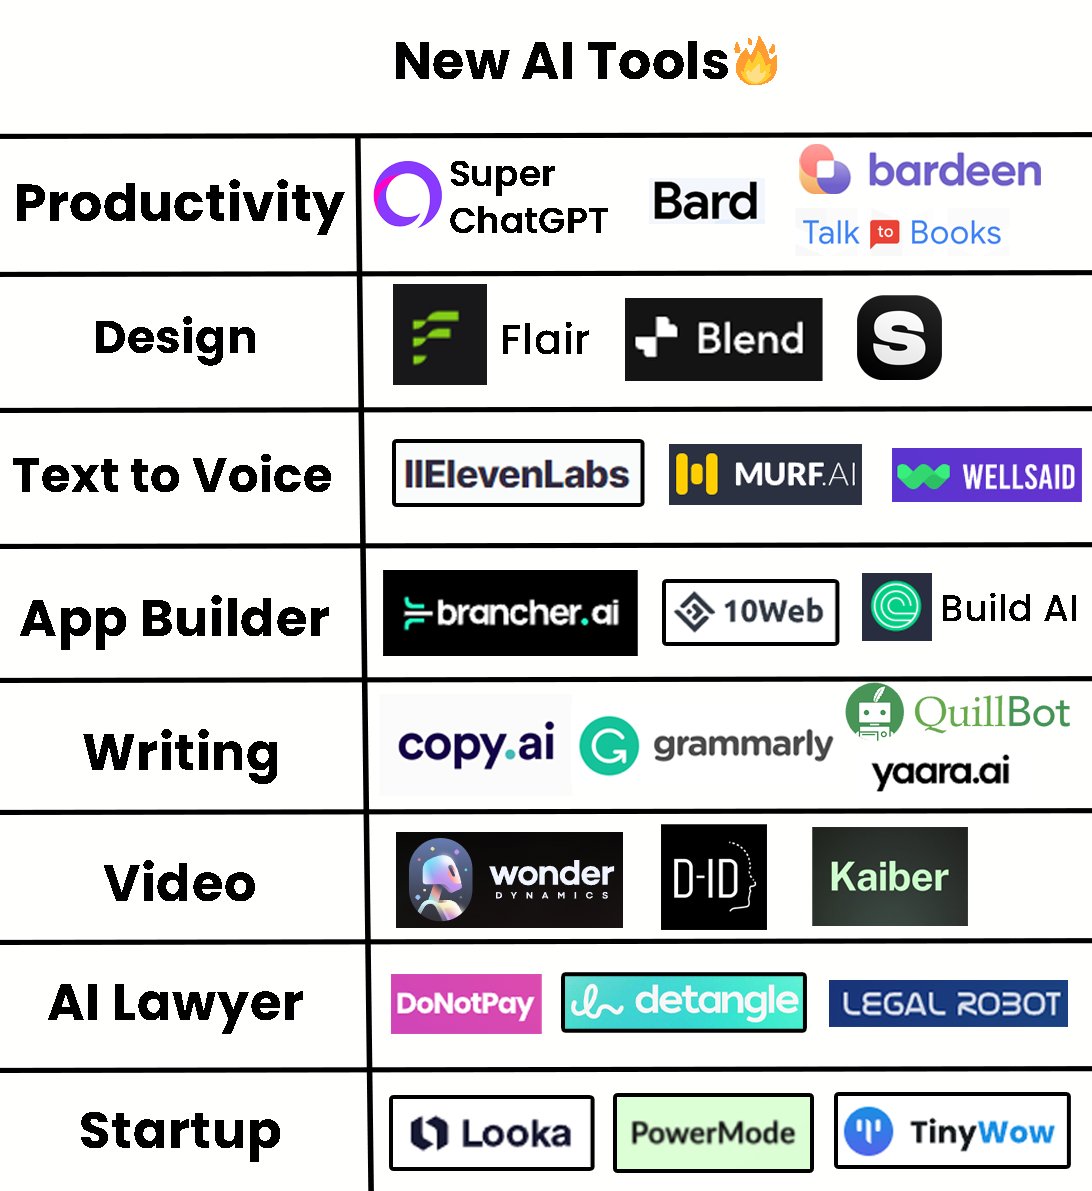 New AI Tools🔥
Productivity
Super
ChatGPT
Bard
bardeen
Talk to Books
Design
Flair
Blend
S
Text to Voice
IIElevenLabs
MURF.AI
WELLSAID
App Builder
brancher.ai
10Web
Build AI
Writing
copy.ai
grammarly
QuillBot
yaara.ai
Video
wonder
DYNAMICS
D-ID
Kaiber
AI Lawyer
DoNotPay
detangle
LEGAL ROBOT
Startup
Looka
PowerMode
TinyWow